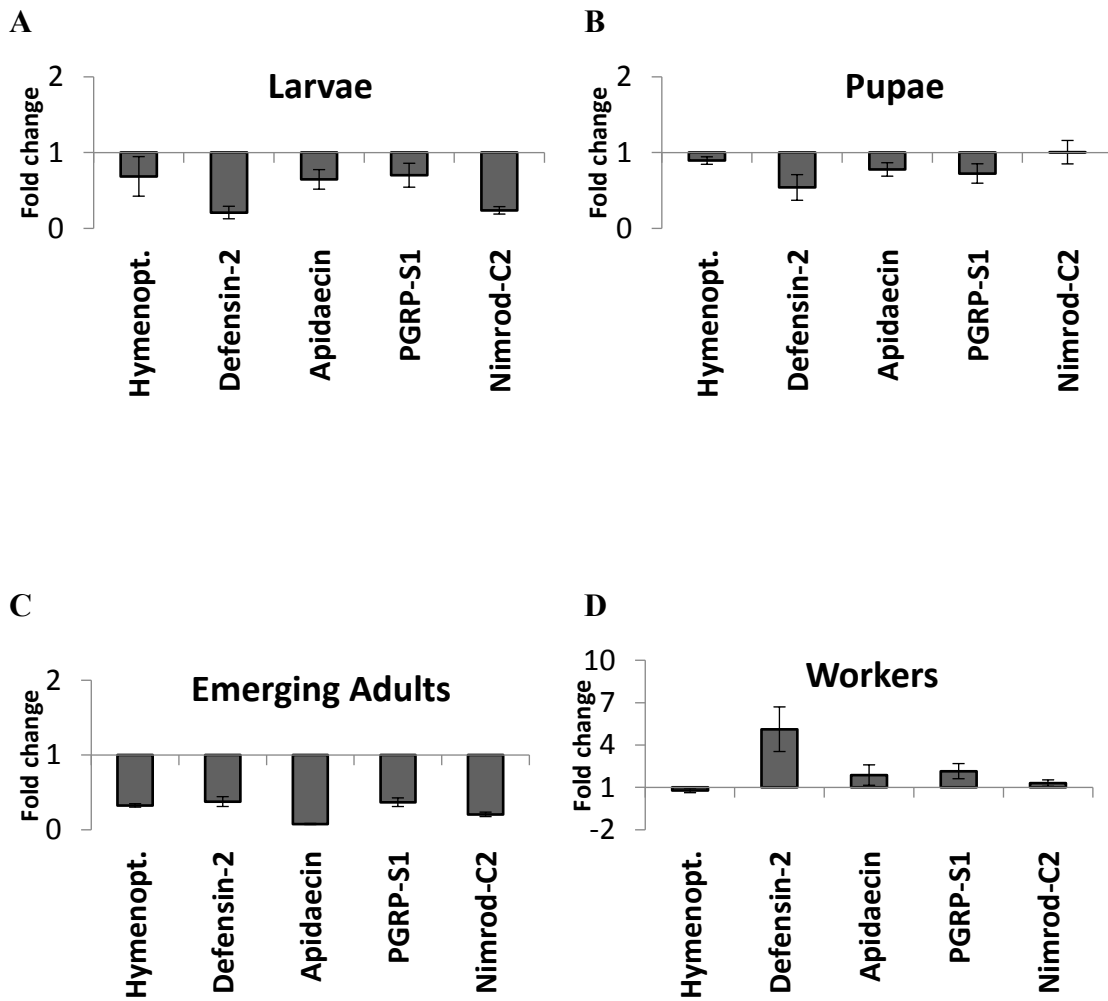 A
Larvae
Fold change
2
1
0
Hymenopt.
Defensin-2
Apidaecin
PGRP-S1
Nimrod-C2
B
Pupae
Fold change
2
1
0
Hymenopt.
Defensin-2
Apidaecin
PGRP-S1
Nimrod-C2
C
Emerging Adults
Fold change
2
1
0
Hymenopt.
Defensin-2
Apidaecin
PGRP-S1
Nimrod-C2
D
Workers
Fold change
10
7
4
1
-2
Hymenopt.
Defensin-2
Apidaecin
PGRP-S1
Nimrod-C2